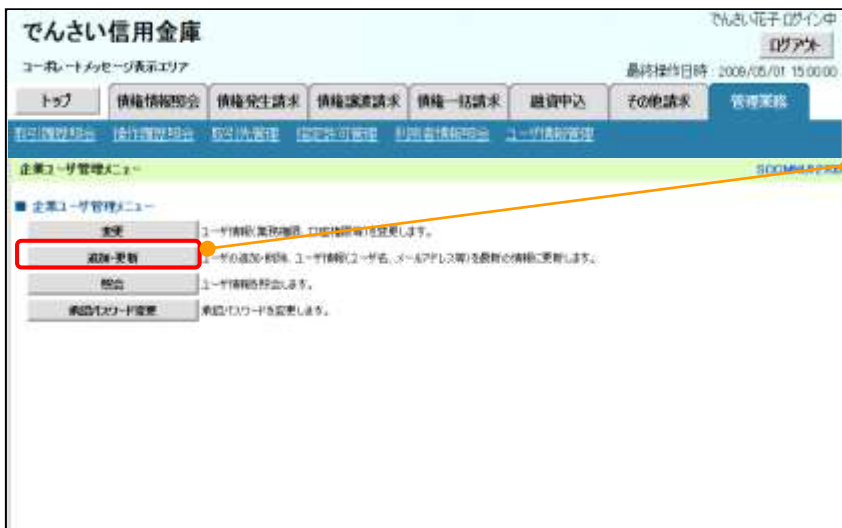 でんさい信用金庫
でんさい花子 ログイン中
ログアウト
コーポレートメッセージ表示エリア
最終操作日時：2009/05/01 15:00:00
トップ 債権情報照会 債権発生請求 債権譲渡請求 債権一括請求 融資申込 その他請求 管理業務
取引履歴照会 操作履歴照会 取引先管理 指定許可管理 利用者情報照会 ユーザ情報管理
企業ユーザ管理メニュー
■ 企業ユーザ管理メニュー
変更 ユーザ情報(業務権限、口座権限等)を変更します。
追加・更新 ユーザの追加・削除、ユーザ情報(ユーザ名、メールアドレス等)を最新の情報に更新します。
照会 ユーザ情報を照会します。
承認パスワード変更 承認パスワードを変更します。